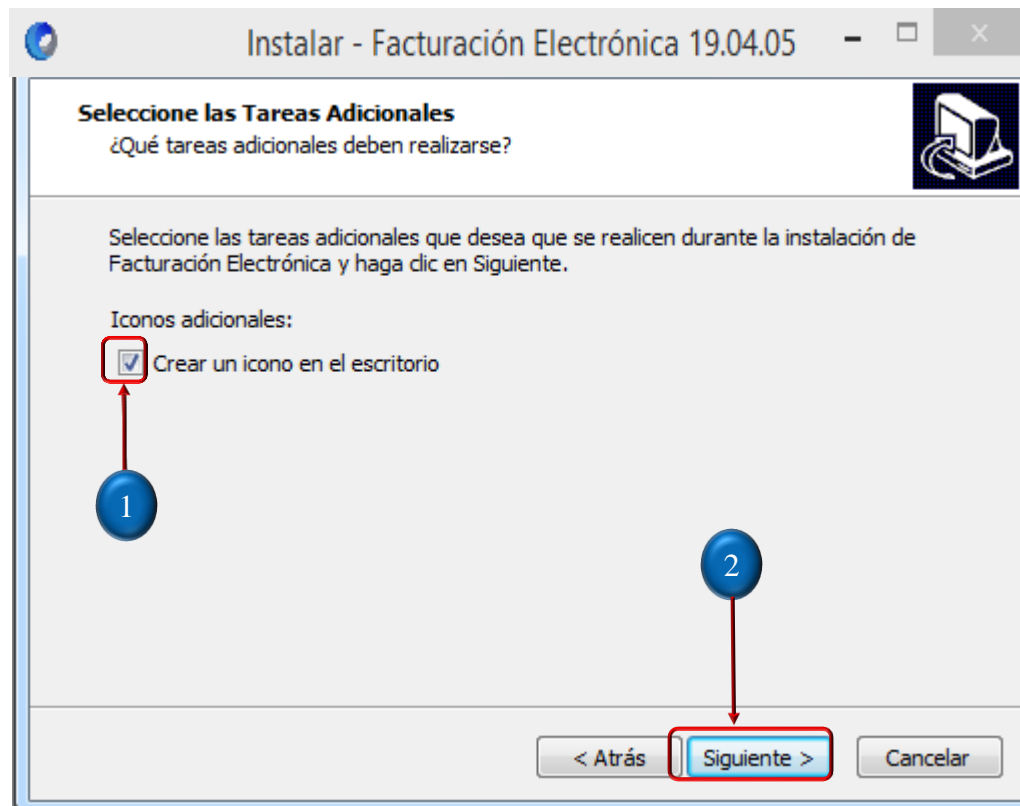 Instalar - Facturación Electrónica 19.04.05
Seleccione las Tareas Adicionales
¿Qué tareas adicionales deben realizarse?
Seleccione las tareas adicionales que desea que se realicen durante la instalación de
Facturación Electrónica y haga clic en Siguiente.
Iconos adicionales:
Crear un icono en el escritorio
1
2
< Atrás
Siguiente >
Cancelar